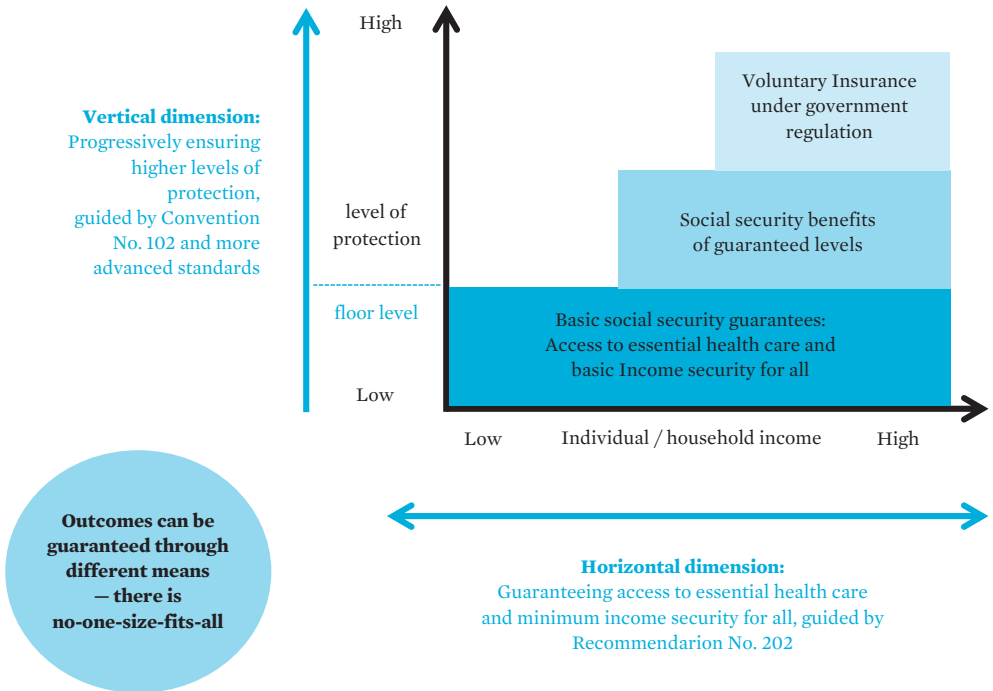 High
Vertical dimension:
Progressively ensuring
higher levels of
protection,
guided by Convention
No. 102 and more
advanced standards
level of
protection
floor level
Low
Voluntary Insurance
under government
regulation
Social security benefits
of guaranteed levels
Basic social security guarantees:
Access to essential health care and
basic Income security for all
Low
Individual / household income
High
Outcomes can be
guaranteed through
different means
— there is
no-one-size-fits-all
Horizontal dimension:
Guaranteeing access to essential health care
and minimum income security for all, guided by
Recommendarion No. 202